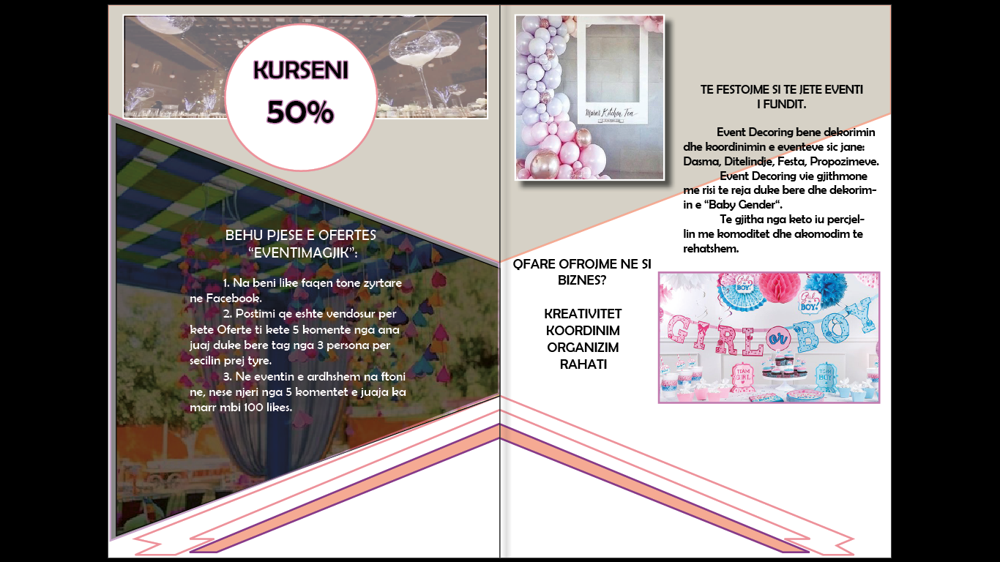 KURSENI
50%
BEHU PJESE E OFERTES
“EVENTIMAGJIK”:
1. Na beni like faqen tone zyrtare
ne Facebook.
2. Postimi qe eshte vendosur per
kete Oferte ti kete 5 komente nga ana
juaj duke bere tag nga 3 persona per
secilin prej tyre.
3. Ne eventin e ardhshem na ftoni
ne, nese njeri nga 5 komentet e juaja ka
marr mbi 100 likes.
Maria's Kitchen Tea
TE FESTOJME SI TE JETE EVENTI
I FUNDIT.
Event Decoring bene dekorimin
dhe koordinimin e eventeve sic jane:
Dasma, Ditelindje, Festa, Propozimeve.
Event Decoring vie gjithmone
me risi te reja duke bere dhe dekorim-
in e “Baby Gender“.
Te gjitha nga keto iu percjel-
lin me komoditet dhe akomodim te
rehatshem.
QFARE OFROJME NE SI
BIZNES?
KREATIVITET
KOORDINIM
ORGANIZIM
RAHATI
Girl or BOY?
Girl or BOY?
GIRL or BOY
TEAM GIRL
TEAM BOY